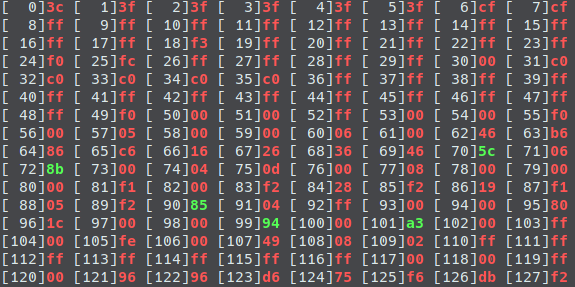 [  0]3c [  1]3f [  2]3f [  3]3f [  4]3f [  5]3f [  6]cf [  7]cf
[  8]ff [  9]ff [ 10]ff [ 11]ff [ 12]ff [ 13]ff [ 14]ff [ 15]ff
[ 16]ff [ 17]ff [ 18]f3 [ 19]ff [ 20]ff [ 21]ff [ 22]ff [ 23]ff
[ 24]f0 [ 25]fc [ 26]ff [ 27]ff [ 28]ff [ 29]ff [ 30]00 [ 31]c0
[ 32]c0 [ 33]c0 [ 34]c0 [ 35]c0 [ 36]ff [ 37]ff [ 38]ff [ 39]ff
[ 40]ff [ 41]ff [ 42]ff [ 43]ff [ 44]ff [ 45]ff [ 46]ff [ 47]ff
[ 48]ff [ 49]f0 [ 50]00 [ 51]00 [ 52]ff [ 53]00 [ 54]00 [ 55]f0
[ 56]00 [ 57]05 [ 58]00 [ 59]00 [ 60]06 [ 61]00 [ 62]46 [ 63]b6
[ 64]86 [ 65]c6 [ 66]16 [ 67]26 [ 68]36 [ 69]46 [ 70]5c [ 71]06
[ 72]8b [ 73]00 [ 74]04 [ 75]0d [ 76]00 [ 77]08 [ 78]00 [ 79]00
[ 80]00 [ 81]f1 [ 82]00 [ 83]f2 [ 84]28 [ 85]f2 [ 86]19 [ 87]f1
[ 88]05 [ 89]f2 [ 90]85 [ 91]04 [ 92]ff [ 93]00 [ 94]00 [ 95]80
[ 96]1c [ 97]00 [ 98]00 [ 99]94 [100]00 [101]a3 [102]00 [103]ff
[104]00 [105]fe [106]00 [107]49 [108]08 [109]02 [110]ff [111]ff
[112]ff [113]ff [114]ff [115]ff [116]ff [117]00 [118]00 [119]ff
[120]00 [121]96 [122]96 [123]d6 [124]75 [125]f6 [126]db [127]f2